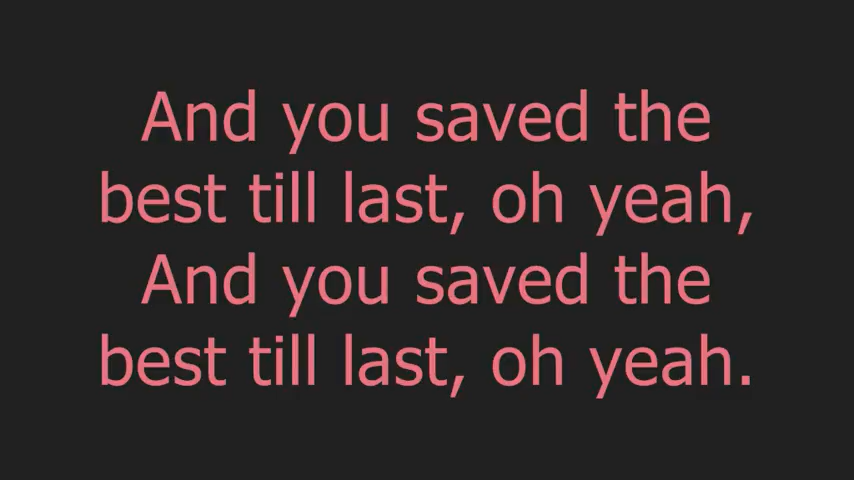 And you saved the
best till last, oh yeah,
And you saved the
best till last, oh yeah.